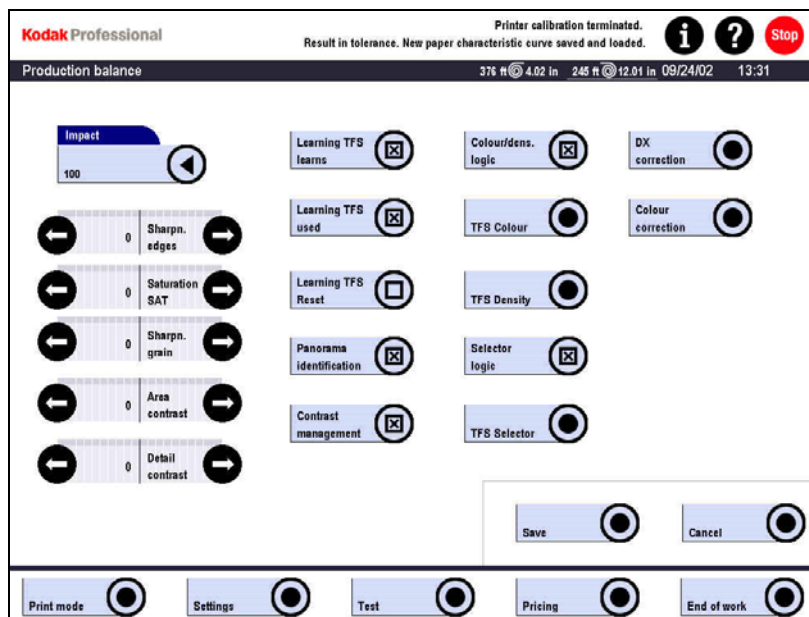 Kodak Professional
Printer calibration terminated.
Result in tolerance. New paper characteristic curve saved and loaded.
i
?
Stop
Production balance
376 ft 4.02 in 245 ft 12.01 in 09/24/02 13:31
Impact
100
0 Sharpn.
edges
0 Saturation
SAT
0 Sharpn.
grain
0 Area
contrast
0 Detail
contrast
Learning TFS
learns
Learning TFS
used
Learning TFS
Reset
Panorama
identification
Contrast
management
Colour/dens.
logic
TFS Colour
TFS Density
Selector
logic
TFS Selector
DX
correction
Colour
correction
Save
Cancel
Print mode
Settings
Test
Pricing
End of work